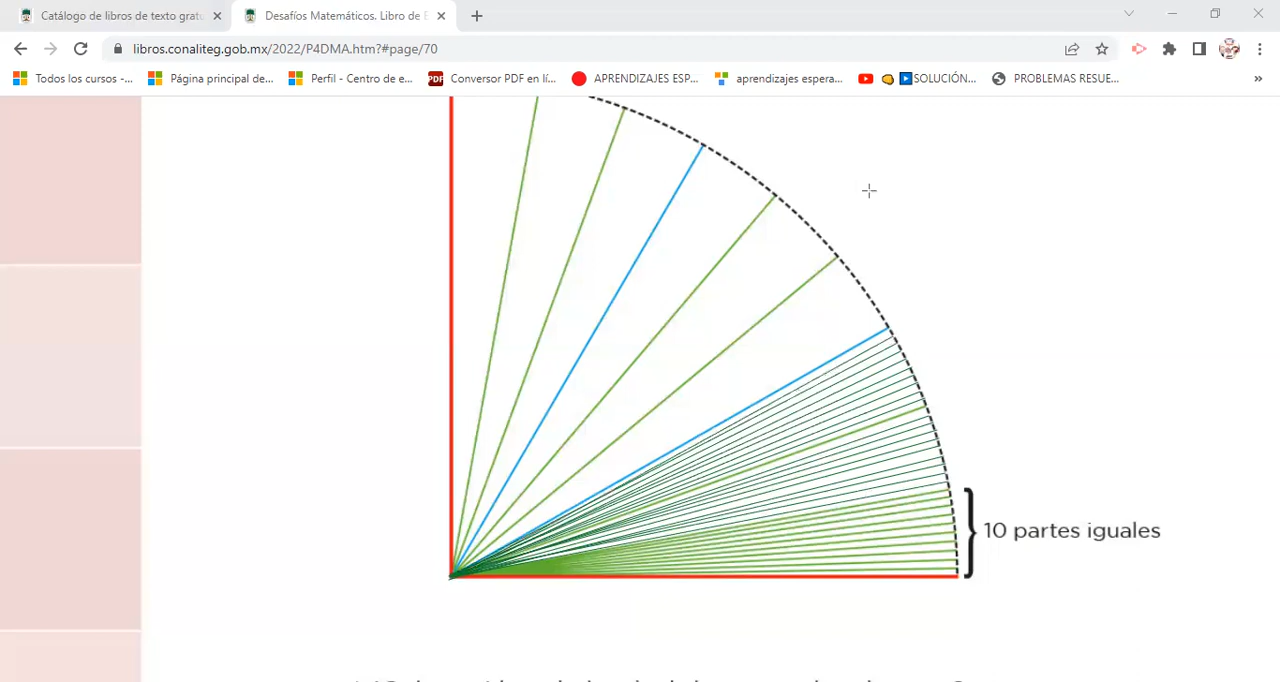 Catálogo de libros de texto gratu
Desafíos Matemáticos. Libro de E
libros.conaliteg.gob.mx/2022/P4DMA.htm?#page/70
Todos los cursos -...
Página principal de...
Perfil - Centro de e...
PDF
Conversor PDF en lí...
APRENDIZAJES ESP...
aprendizajes espera...
SOLUCIÓN...
PROBLEMAS RESUE...
»
10 partes iguales